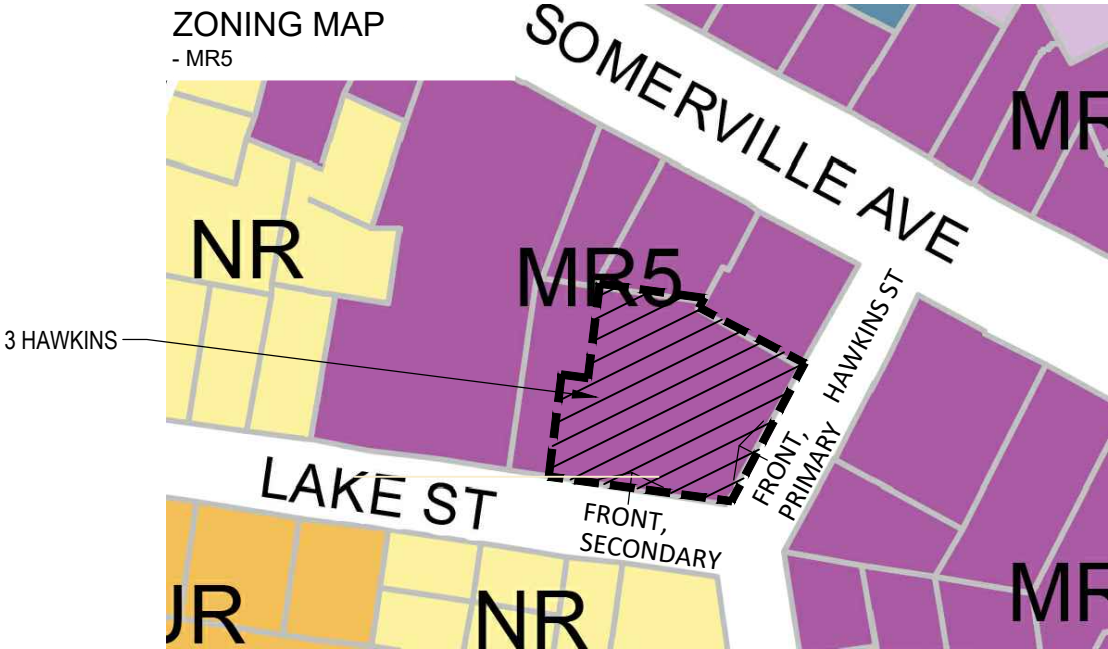 ZONING MAP
- MR5
SOMERVILLE AVE
MR
NR
MR5
HAWKINS ST
3 HAWKINS
FRONT,
PRIMARY
LAKE ST
FRONT,
SECONDARY
UR
NR
MR